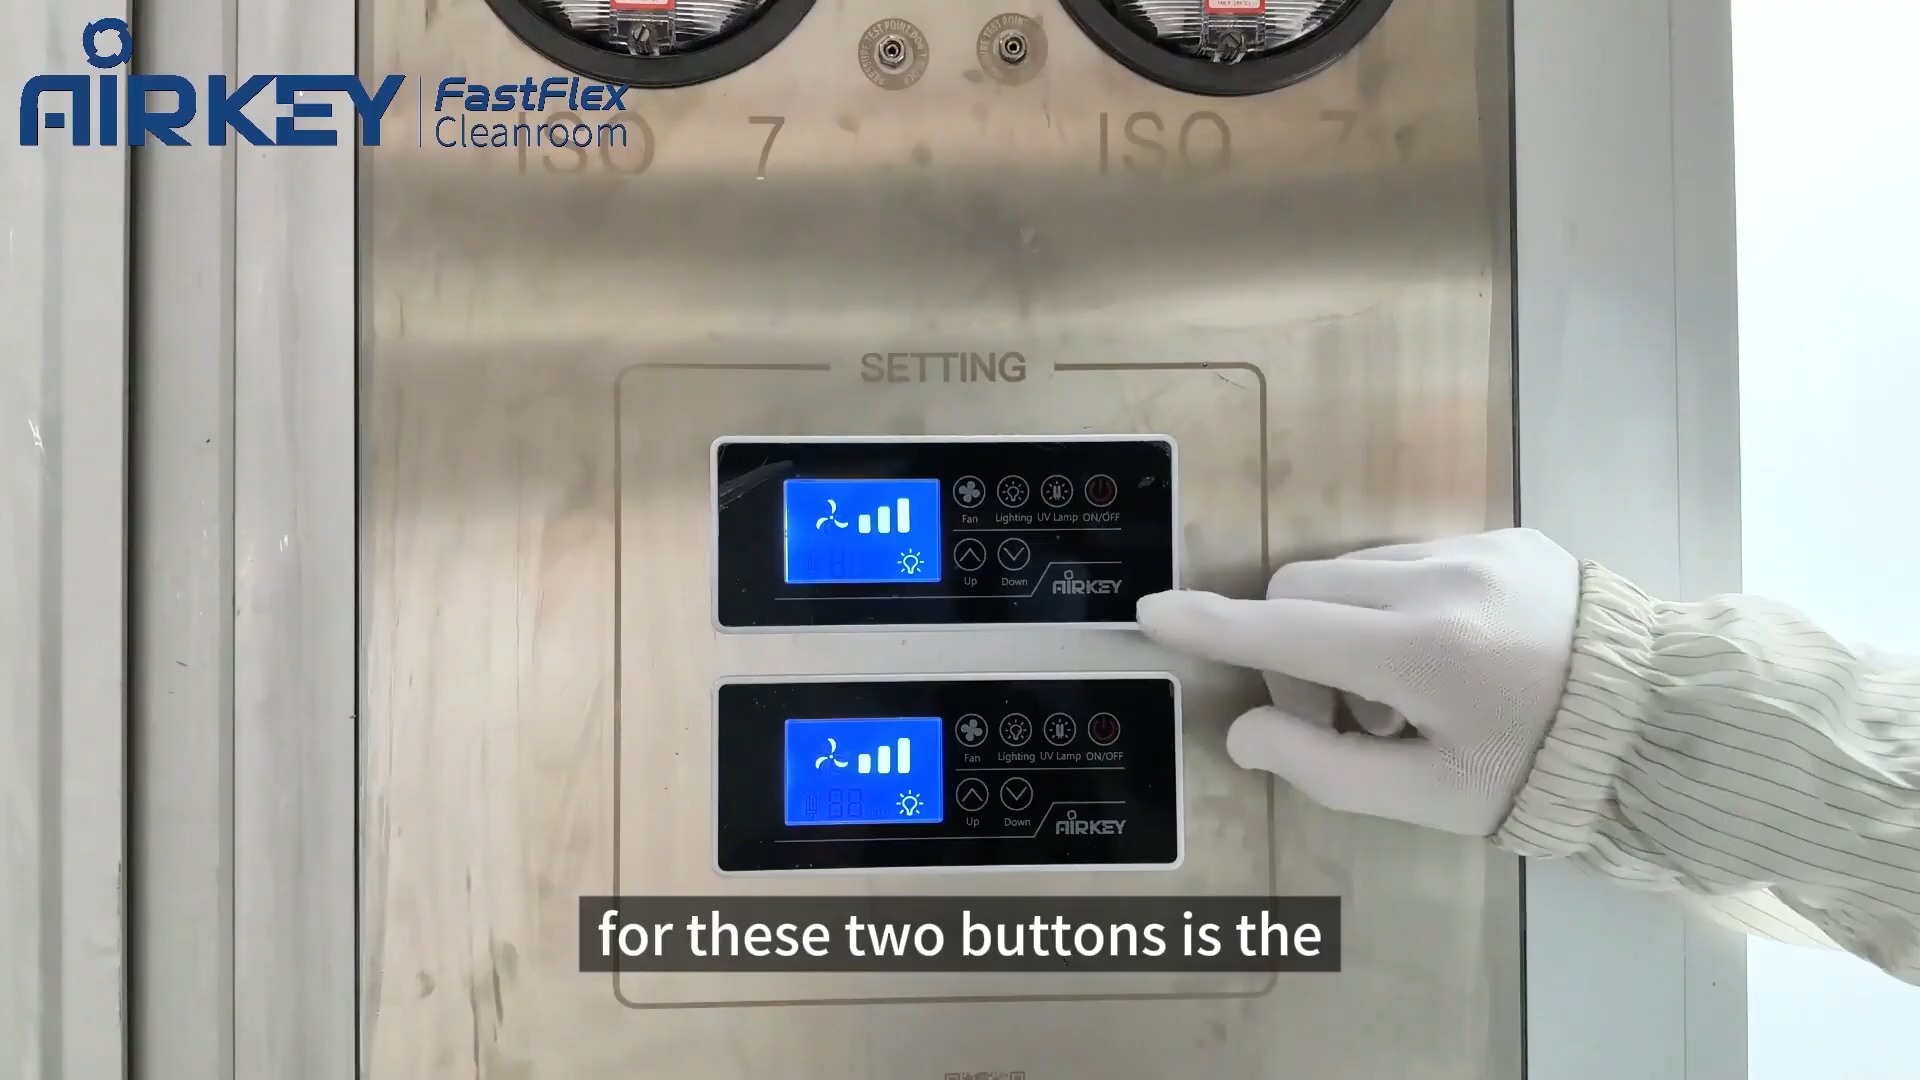 AIRKEY
FastFlex
Cleanroom
ISO 7
ISO 7
SETTING
Fan
Lighting
UV Lamp
ON/OFF
Up
Down
AIRKEY
Fan
Lighting
UV Lamp
ON/OFF
Up
Down
AIRKEY
for these two buttons is the